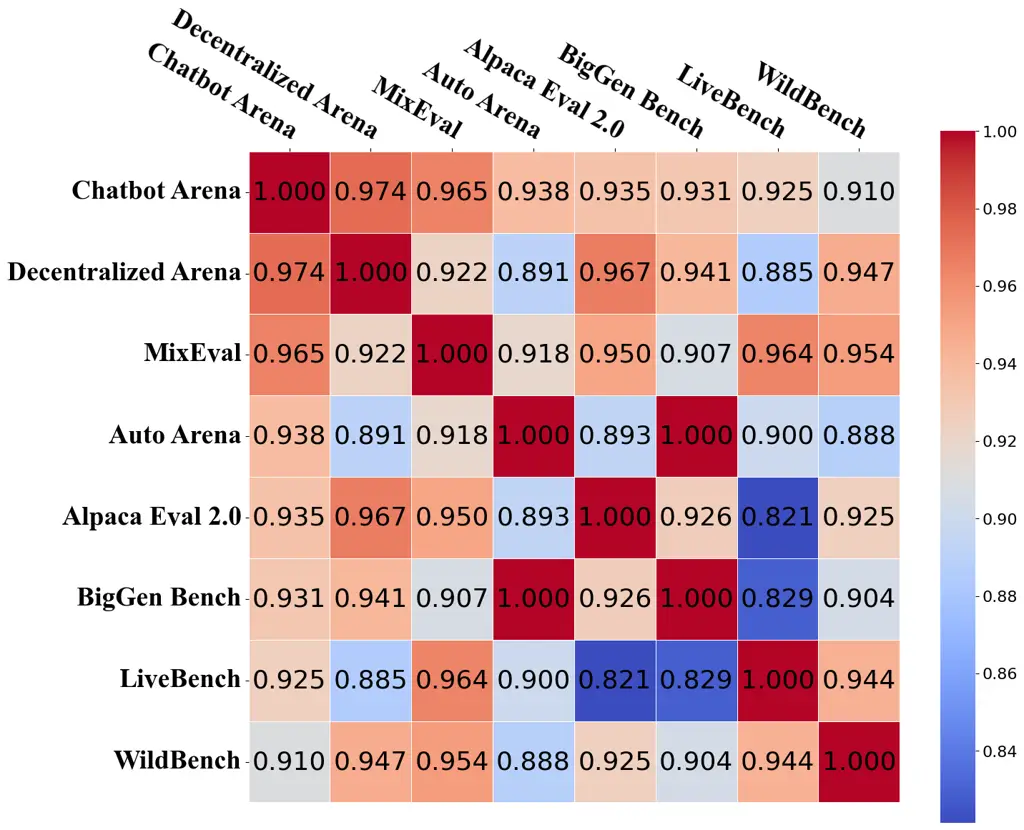 Chatbot Arena
Decentralized Arena
MixEval
Auto Arena
Alpaca Eval 2.0
BigGen Bench
LiveBench
WildBench
Chatbot Arena 1.000 0.974 0.965 0.938 0.935 0.931 0.925 0.910
Decentralized Arena 0.974 1.000 0.922 0.891 0.967 0.941 0.885 0.947
MixEval 0.965 0.922 1.000 0.918 0.950 0.907 0.964 0.954
Auto Arena 0.938 0.891 0.918 1.000 0.893 1.000 0.900 0.888
Alpaca Eval 2.0 0.935 0.967 0.950 0.893 1.000 0.926 0.821 0.925
BigGen Bench 0.931 0.941 0.907 1.000 0.926 1.000 0.829 0.904
LiveBench 0.925 0.885 0.964 0.900 0.821 0.829 1.000 0.944
WildBench 0.910 0.947 0.954 0.888 0.925 0.904 0.944 1.000
1.00
0.98
0.96
0.94
0.92
0.90
0.88
0.86
0.84